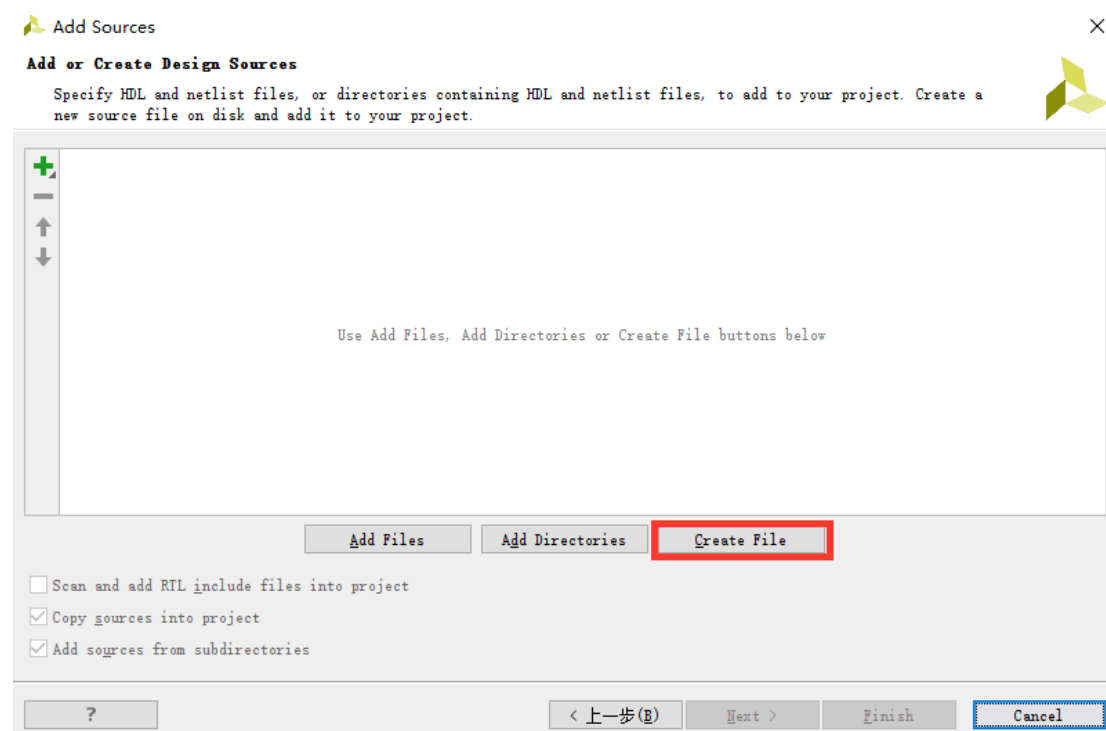 Add Sources
Add or Create Design Sources
Specify HDL and netlist files, or directories containing HDL and netlist files, to add to your project. Create a
new source file on disk and add it to your project.
Use Add Files, Add Directories or Create File buttons below
Add Files Add Directories Create File
Scan and add RTL include files into project
Copy sources into project
Add sources from subdirectories
? < 上一步(B) Next > Finish Cancel